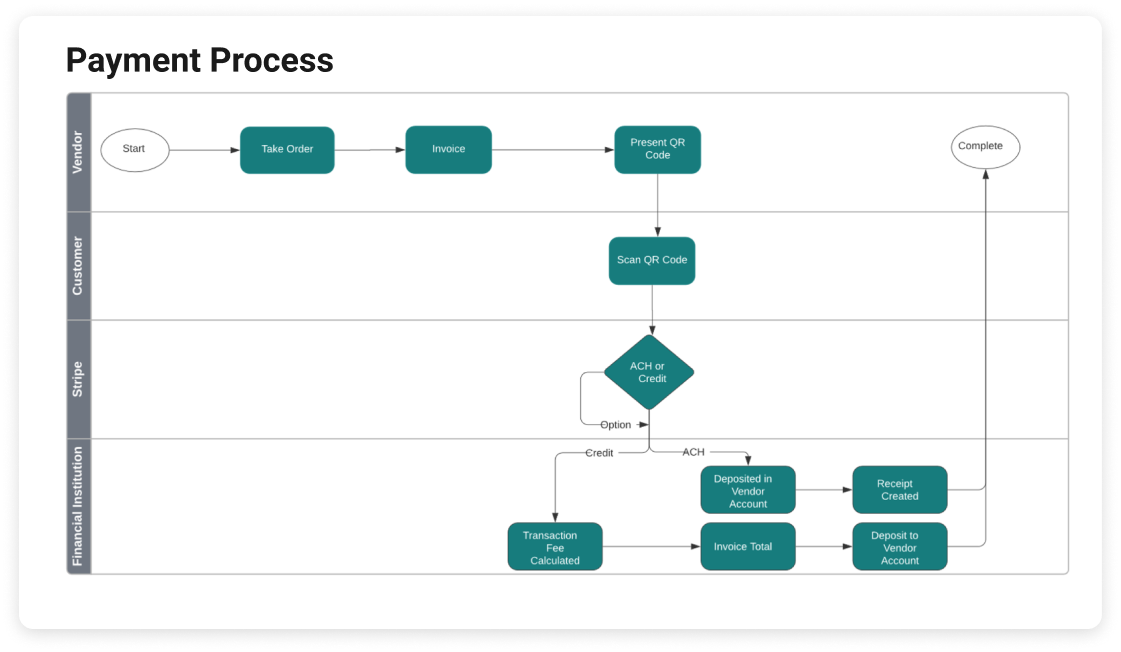 Payment Process
Vendor
Start
Take Order
Invoice
Present QR
Code
Complete
Customer
Scan QR Code
Stripe
ACH or
Credit
Option
Financial Institution
Credit
ACH
Deposited in
Vendor
Account
Receipt
Created
Transaction
Fee
Calculated
Invoice Total
Deposit to
Vendor
Account